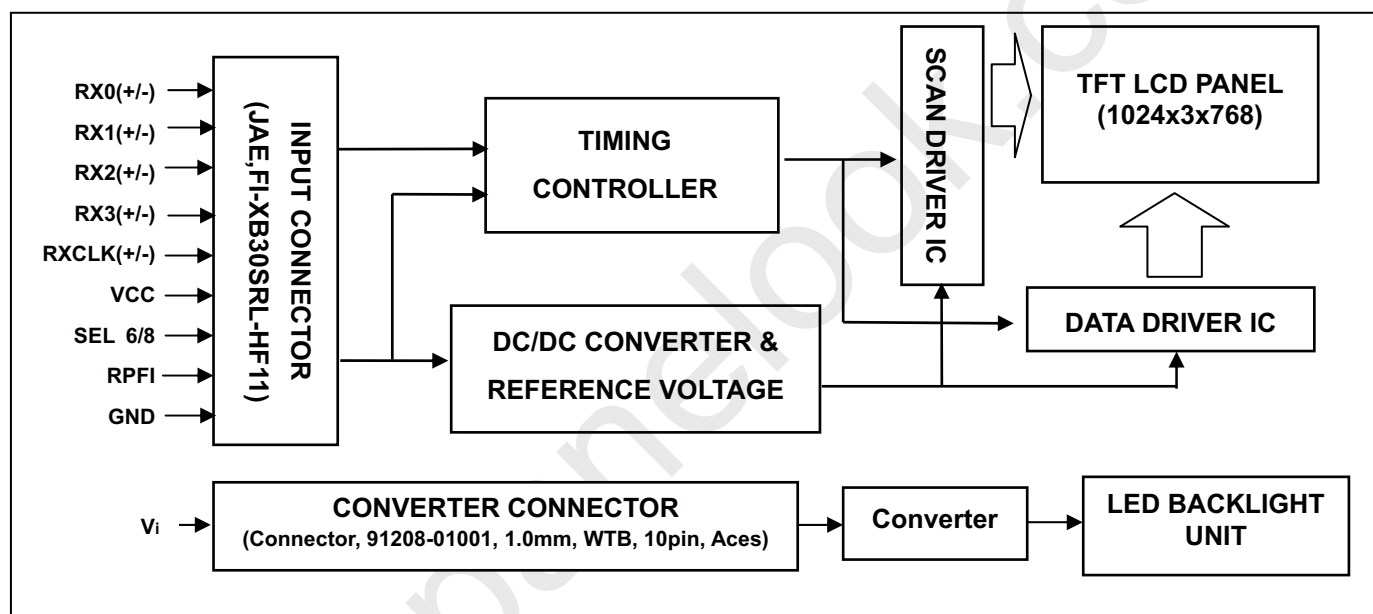 RX0(+/-)
RX1(+/-)
RX2(+/-)
RX3(+/-)
RXCLK(+/-)
VCC
SEL 6/8
RPFI
GND
INPUT CONNECTOR
(JAE,FI-XB30SRL-HF11)
TIMING
CONTROLLER
DC/DC CONVERTER &
REFERENCE VOLTAGE
SCAN DRIVER IC
TFT LCD PANEL
(1024x3x768)
DATA DRIVER IC
Vi
CONVERTER CONNECTOR
(Connector, 91208-01001, 1.0mm, WTB, 10pin, Aces)
Converter
LED BACKLIGHT
UNIT
panelook.co